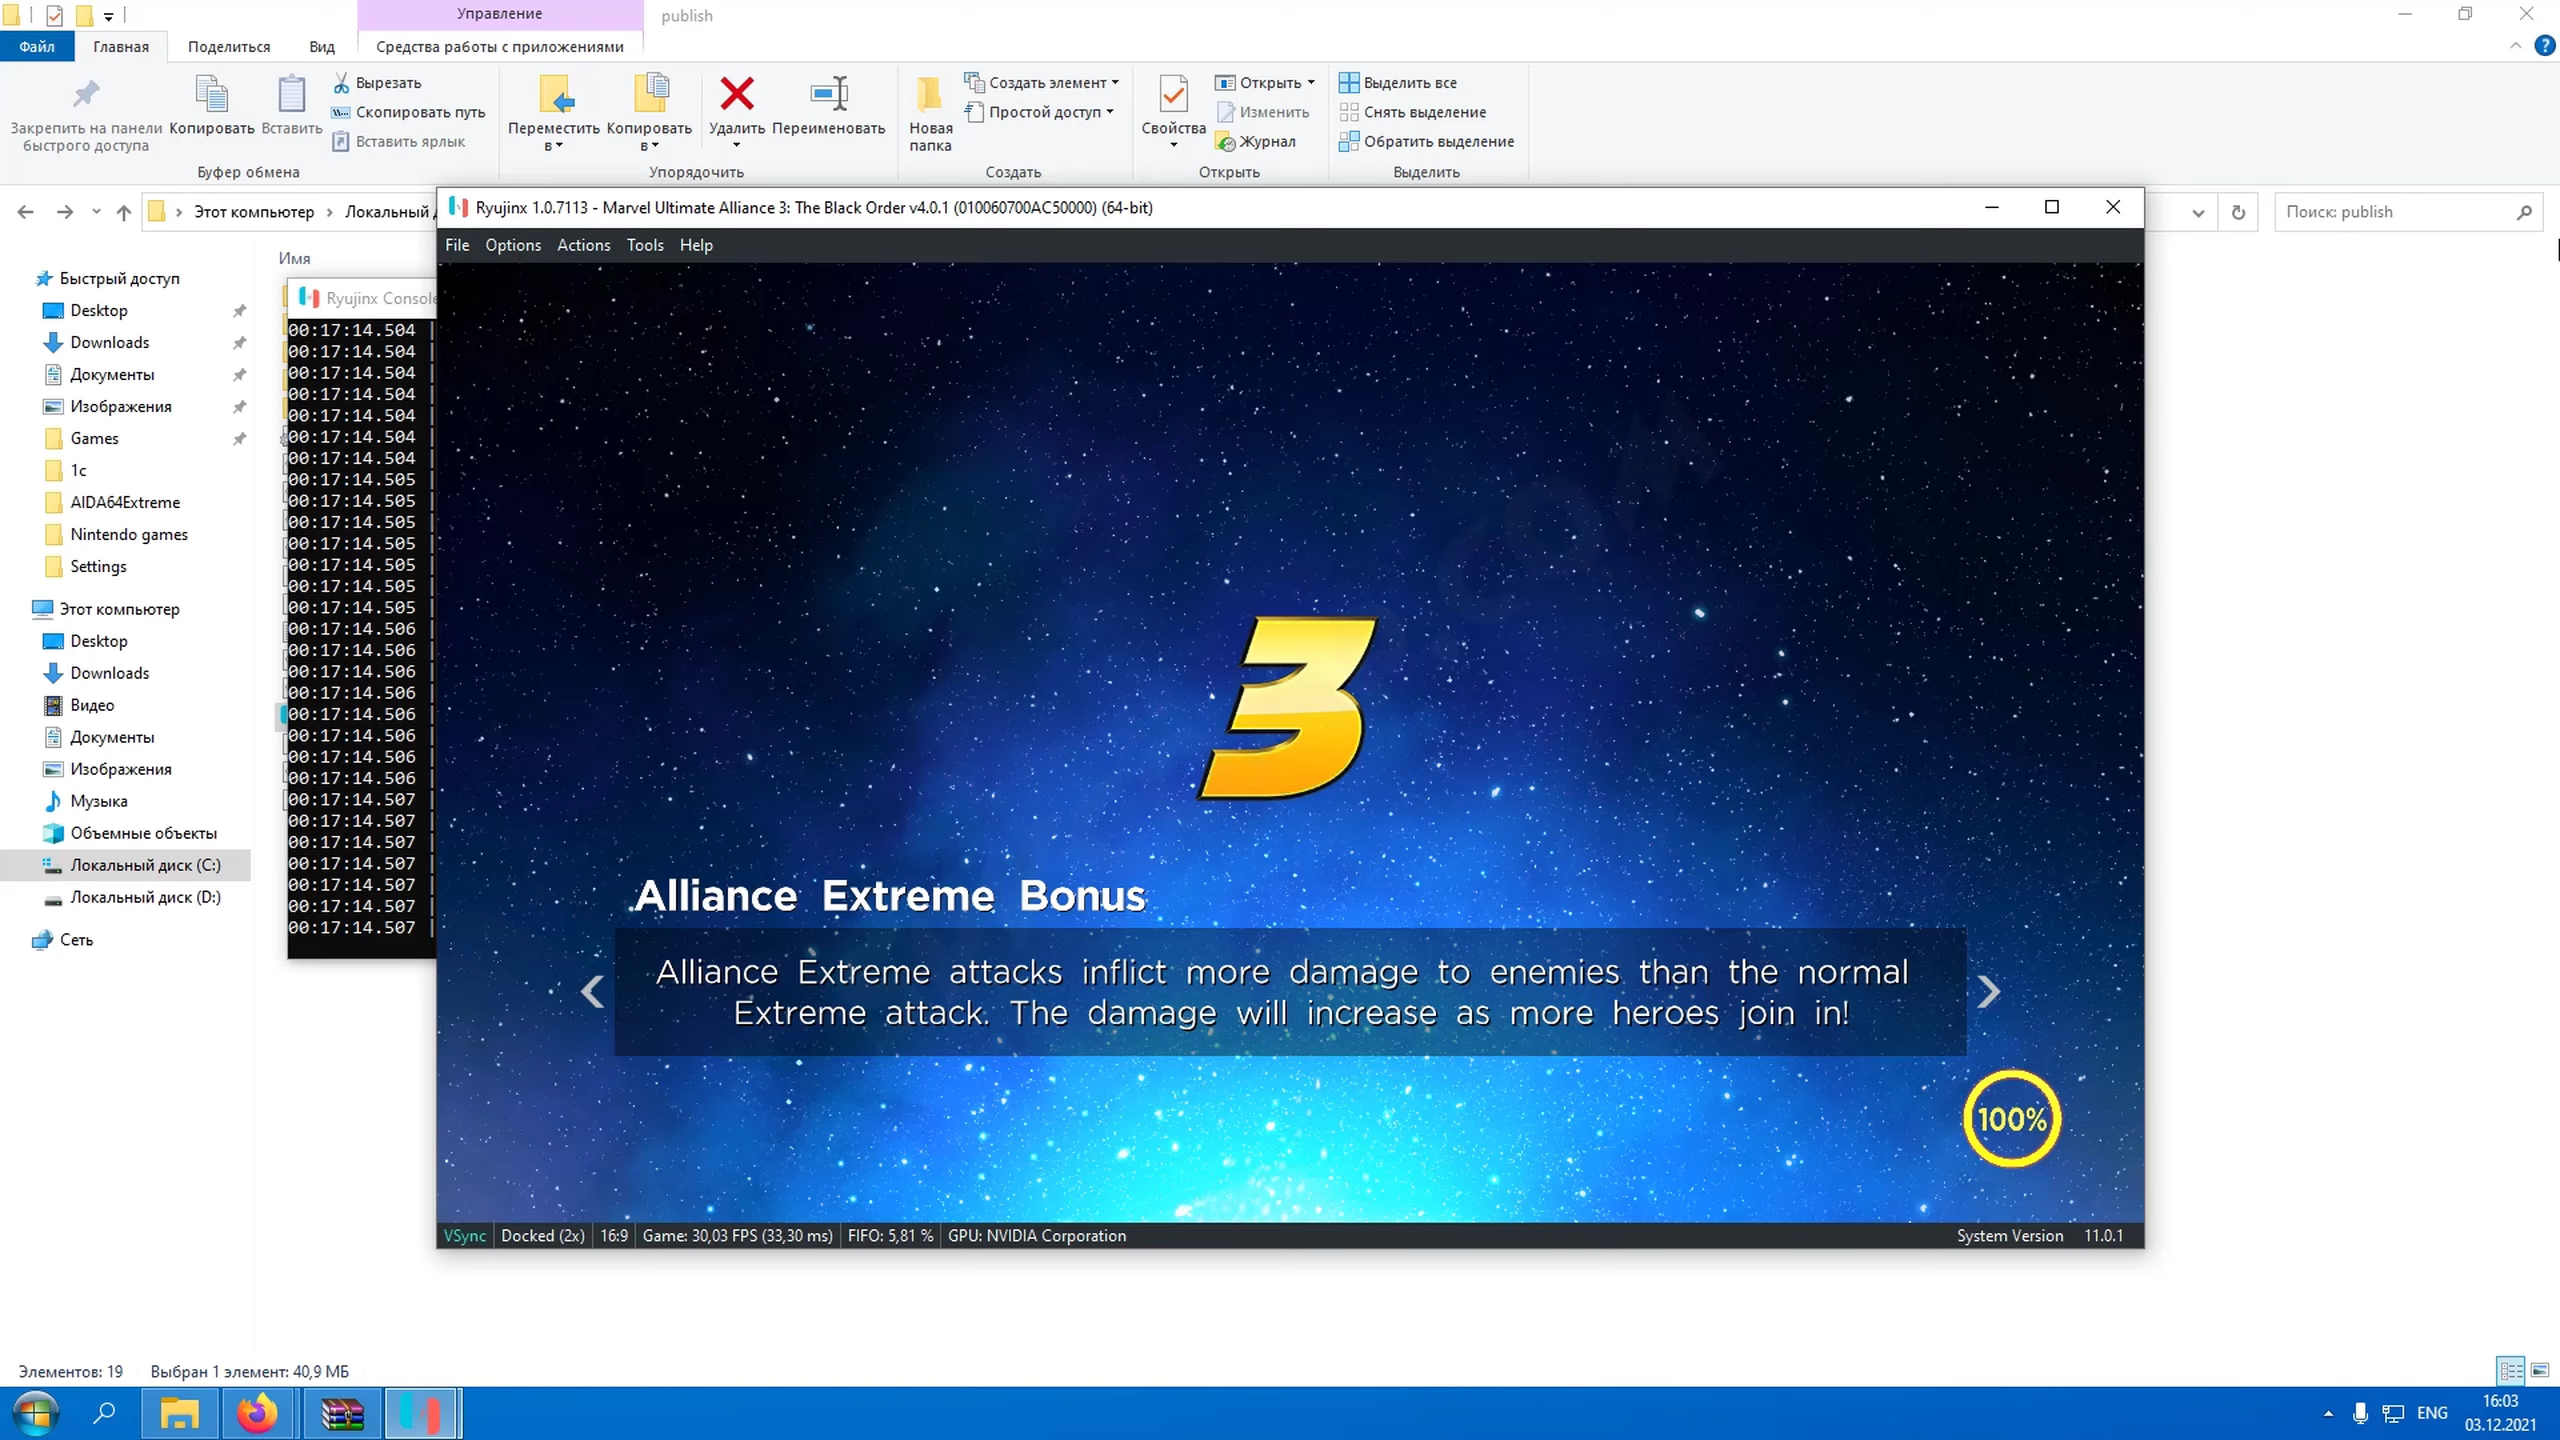 Управление
publish
Файл
Главная
Поделиться
Вид
Средства работы с приложениями
Закрепить на панели
быстрого доступа
Копировать
Вставить
Вырезать
Скопировать путь
Вставить ярлык
Буфер обмена
Переместить
в
Копировать
в
Удалить
Переименовать
Упорядочить
Новая
папка
Создать элемент
Простой доступ
Создать
Свойства
Открыть
Изменить
Журнал
Открыть
Выделить все
Снять выделение
Обратить выделение
Выделить
Этот компьютер
Локальный
Поиск: publish
Имя
Быстрый доступ
Desktop
Downloads
Документы
Изображения
Games
1c
AIDA64Extreme
Nintendo games
Settings
Этот компьютер
Desktop
Downloads
Видео
Документы
Изображения
Музыка
Объемные объекты
Локальный диск (C:)
Локальный диск (D:)
Сеть
Ryujinx Console
00:17:14.504 |
00:17:14.504 |
00:17:14.504 |
00:17:14.504 |
00:17:14.504 |
00:17:14.504 |
00:17:14.504 |
00:17:14.505 |
00:17:14.505 |
00:17:14.505 |
00:17:14.505 |
00:17:14.505 |
00:17:14.505 |
00:17:14.505 |
00:17:14.506 |
00:17:14.506 |
00:17:14.506 |
00:17:14.506 |
00:17:14.506 |
00:17:14.506 |
00:17:14.506 |
00:17:14.506 |
00:17:14.507 |
00:17:14.507 |
00:17:14.507 |
00:17:14.507 |
00:17:14.507 |
00:17:14.507 |
00:17:14.507 |
Ryujinx 1.0.7113 - Marvel Ultimate Alliance 3: The Black Order v4.0.1 (010060700AC50000) (64-bit)
File Options Actions Tools Help
3
Alliance Extreme Bonus
Alliance Extreme attacks inflict more damage to enemies than the normal
Extreme attack. The damage will increase as more heroes join in!
100%
VSync Docked (2x) 16:9 Game: 30,03 FPS (33,30 ms) FIFO: 5,81 % GPU: NVIDIA Corporation
System Version 11.0.1
Элементов: 19
Выбран 1 элемент: 40,9 МБ
ENG
16:03
03.12.2021